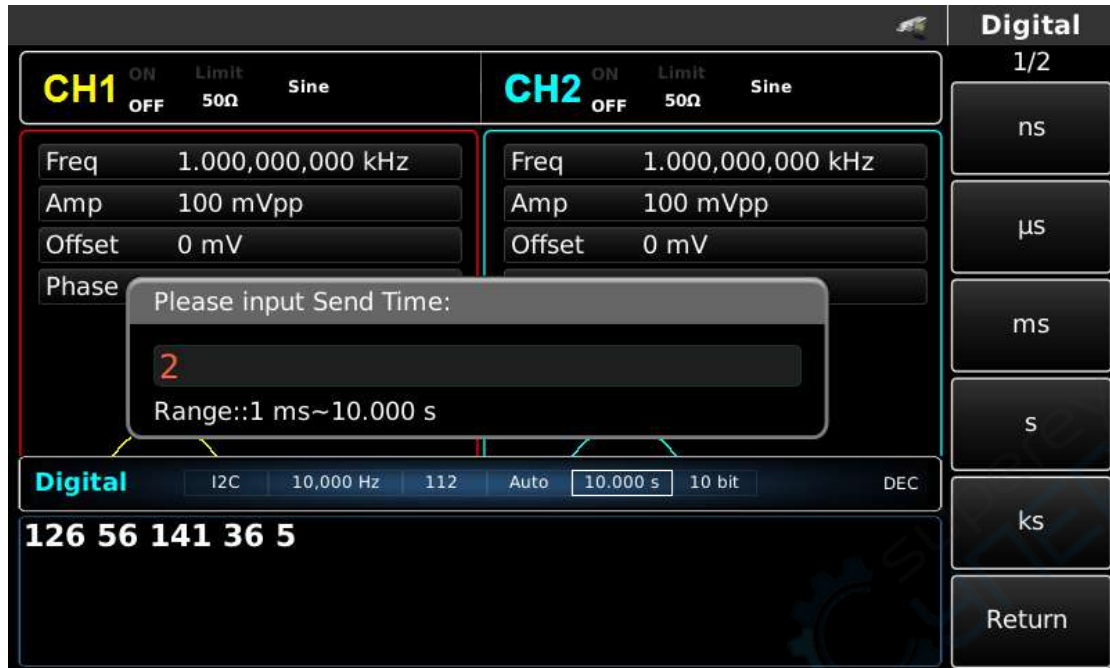 Digital
1/2
CH1 ON OFF Limit 50Ω Sine
CH2 ON OFF Limit 50Ω Sine
Freq 1.000,000,000 kHz
Amp 100 mVpp
Offset 0 mV
Phase
Freq 1.000,000,000 kHz
Amp 100 mVpp
Offset 0 mV
Please input Send Time:
2
Range::1 ms~10.000 s
Digital I2C 10,000 Hz 112 Auto 10.000 s 10 bit DEC
126 56 141 36 5
ns
µs
ms
s
ks
Return